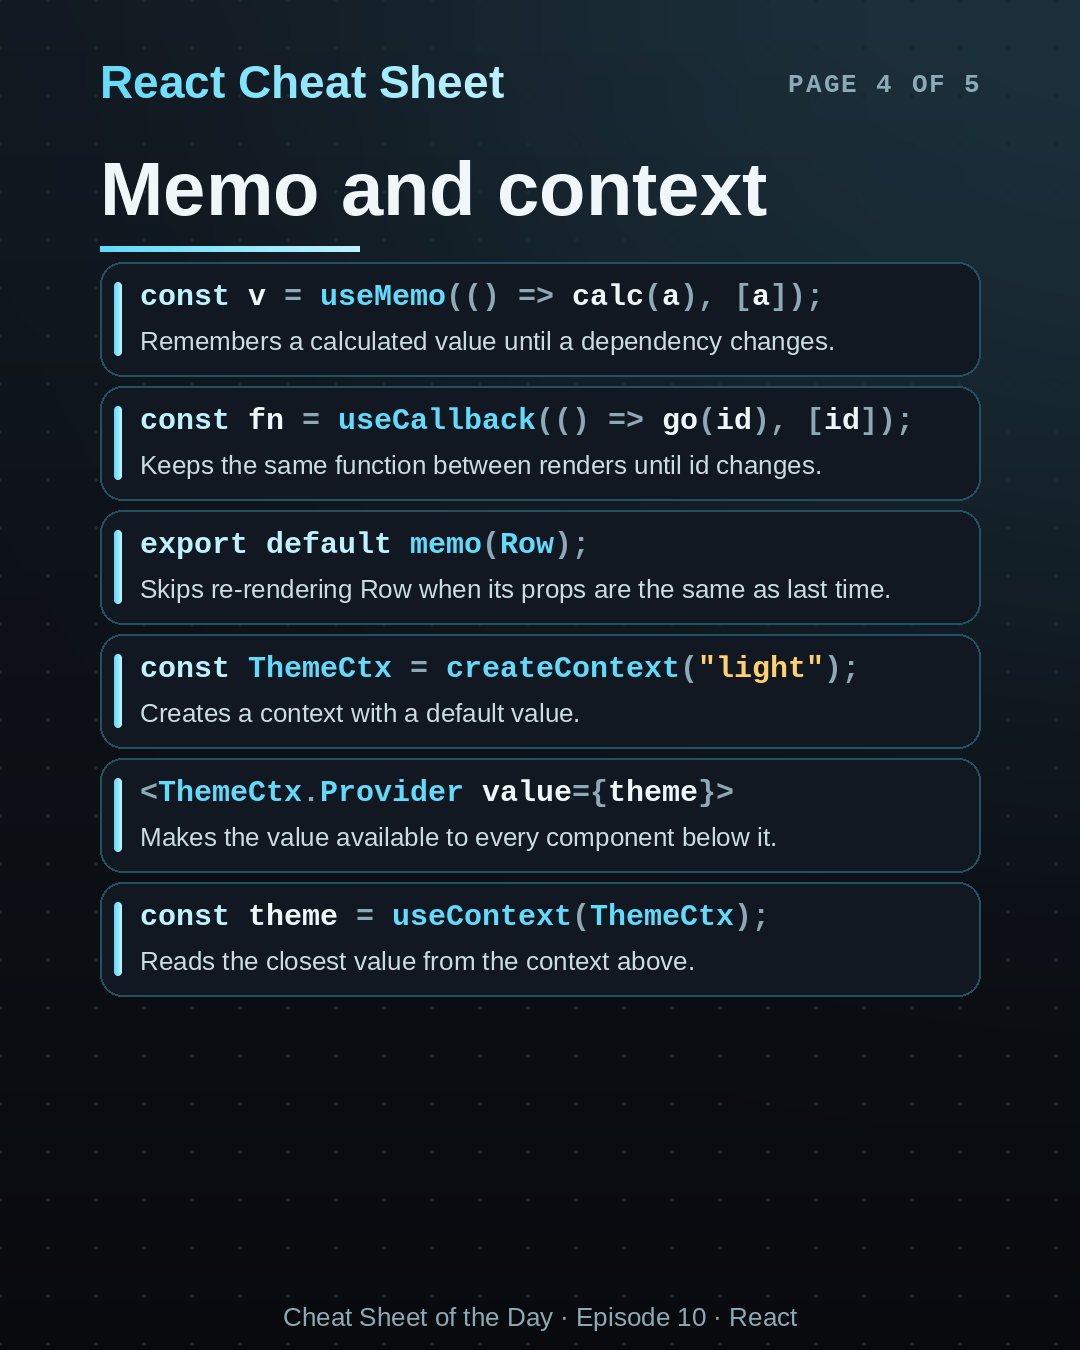 React Cheat Sheet
PAGE 4 OF 5
Memo and context
const v = useMemo(() => calc(a), [a]);
Remembers a calculated value until a dependency changes.
const fn = useCallback(() => go(id), [id]);
Keeps the same function between renders until id changes.
export default memo(Row);
Skips re-rendering Row when its props are the same as last time.
const ThemeCtx = createContext("light");
Creates a context with a default value.
<ThemeCtx.Provider value={theme}>
Makes the value available to every component below it.
const theme = useContext(ThemeCtx);
Reads the closest value from the context above.
Cheat Sheet of the Day · Episode 10 · React